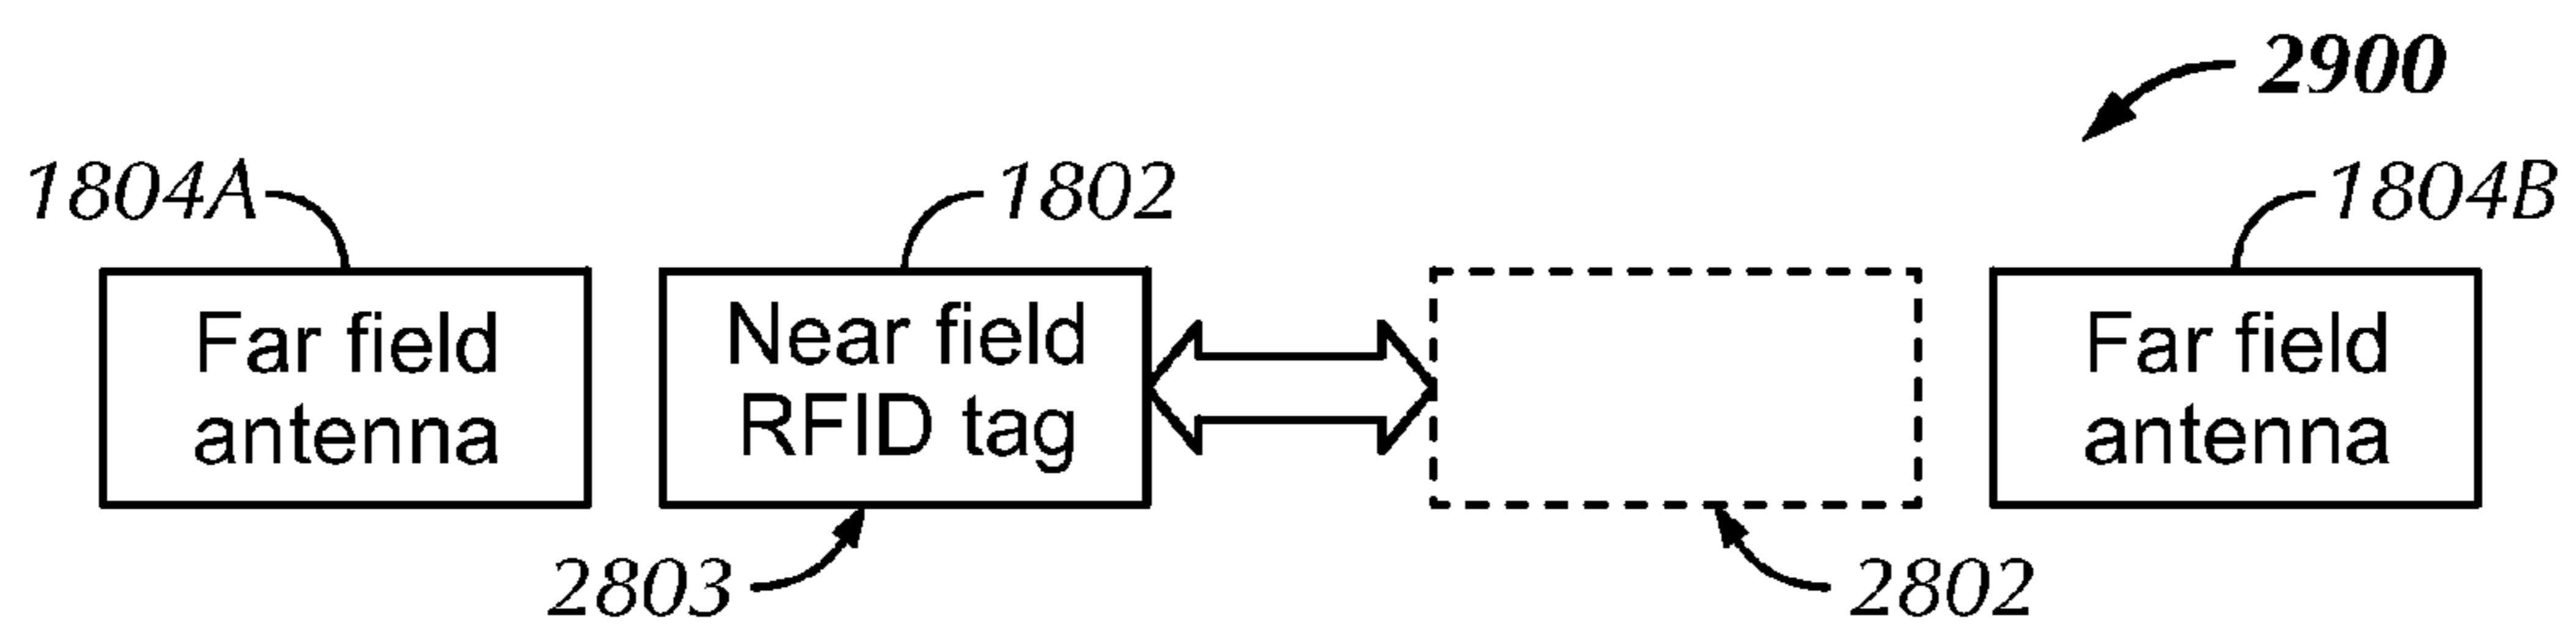 2900
1804A
1802
1804B
Far field
antenna
Near field
RFID tag
Far field
antenna
2803
2802